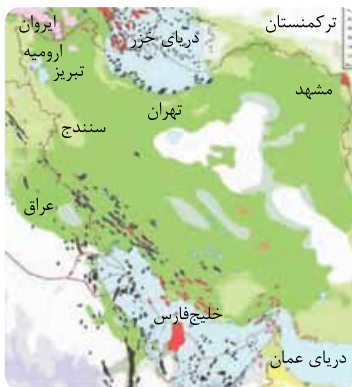 ایروان
دریای خزر
ترکمنستان
ارومیه
تبریز
مشهد
تهران
سنندج
عراق
خلیج‌فارس
دریای عمان